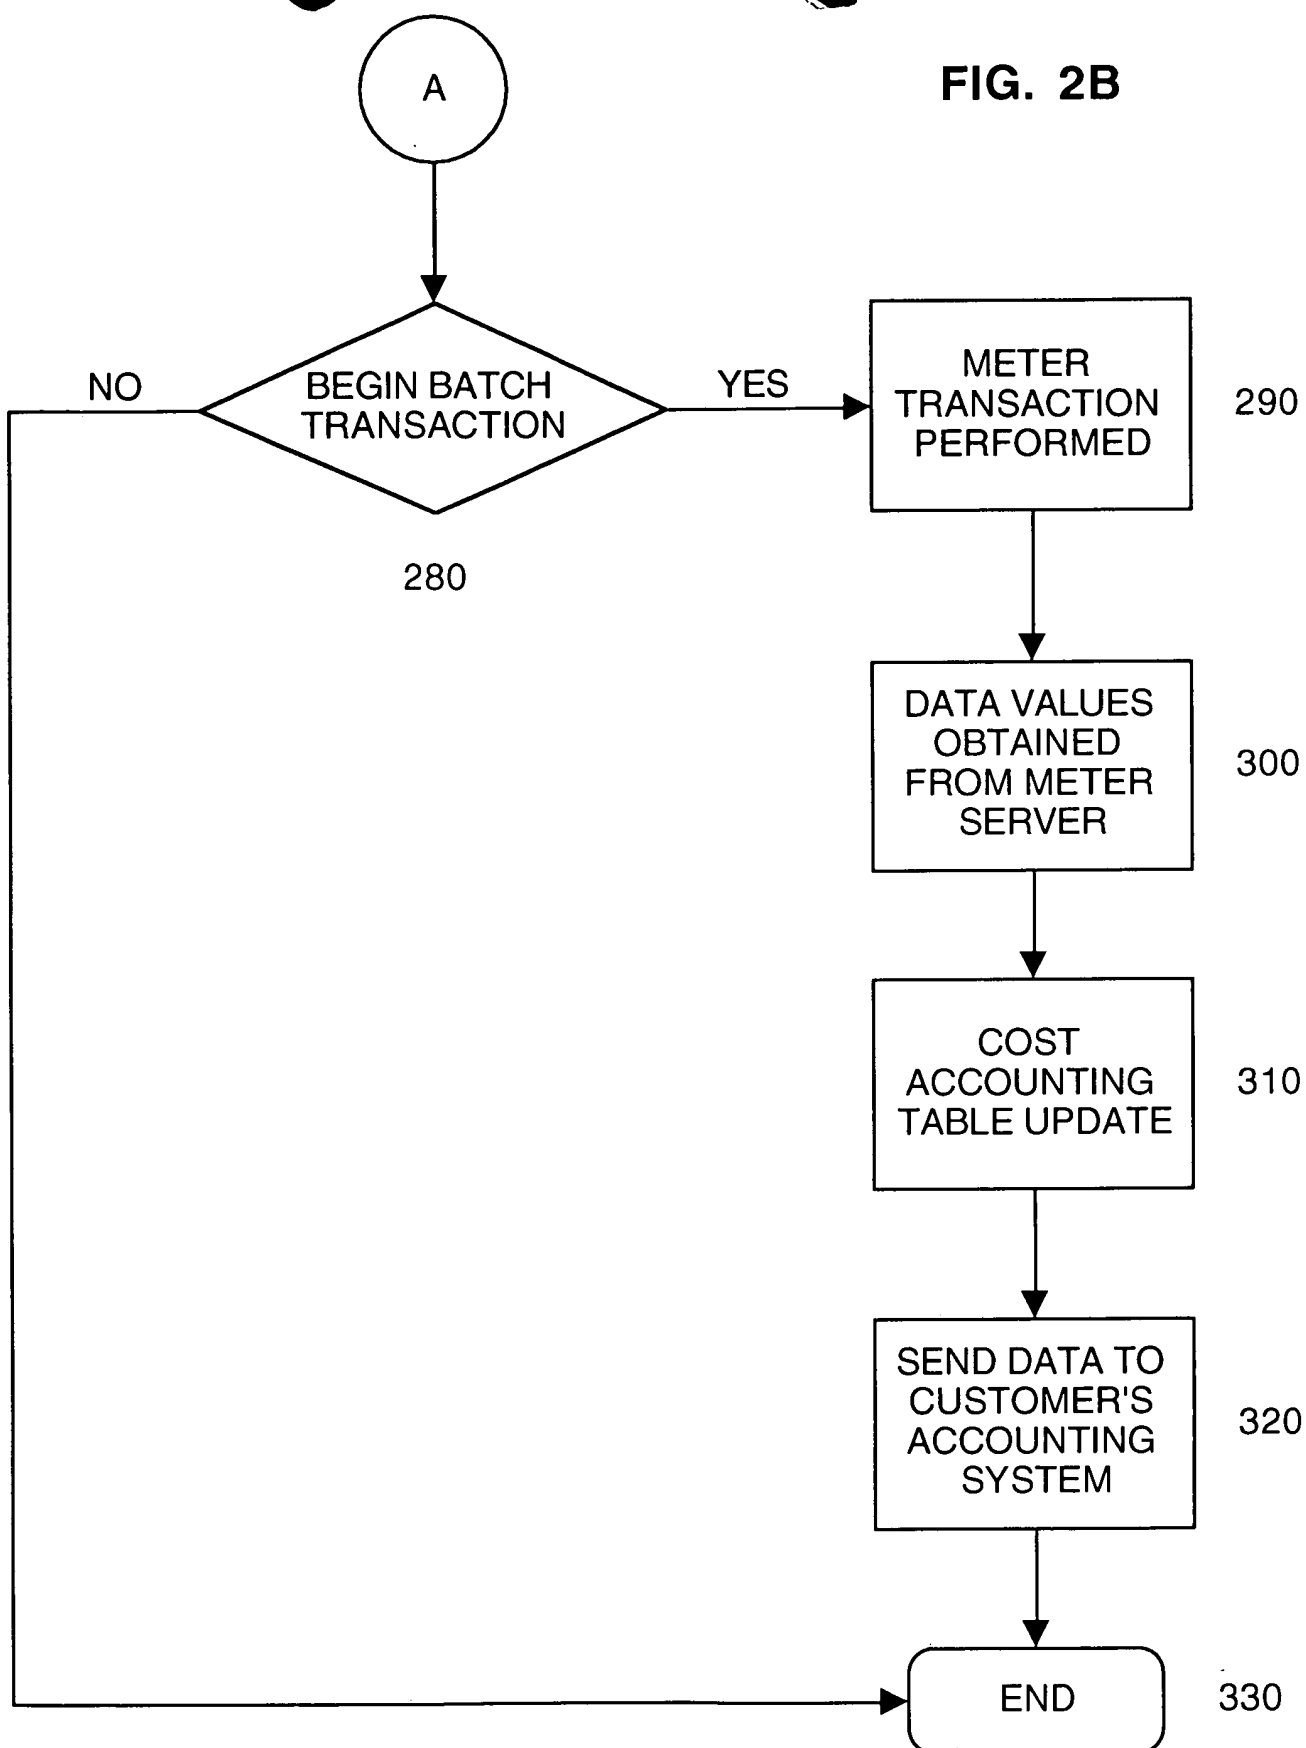 FIG. 2B
A
NO
BEGIN BATCH
TRANSACTION
280
YES
METER
TRANSACTION
PERFORMED
290
DATA VALUES
OBTAINED
FROM METER
SERVER
300
COST
ACCOUNTING
TABLE UPDATE
310
SEND DATA TO
CUSTOMER'S
ACCOUNTING
SYSTEM
320
END
330